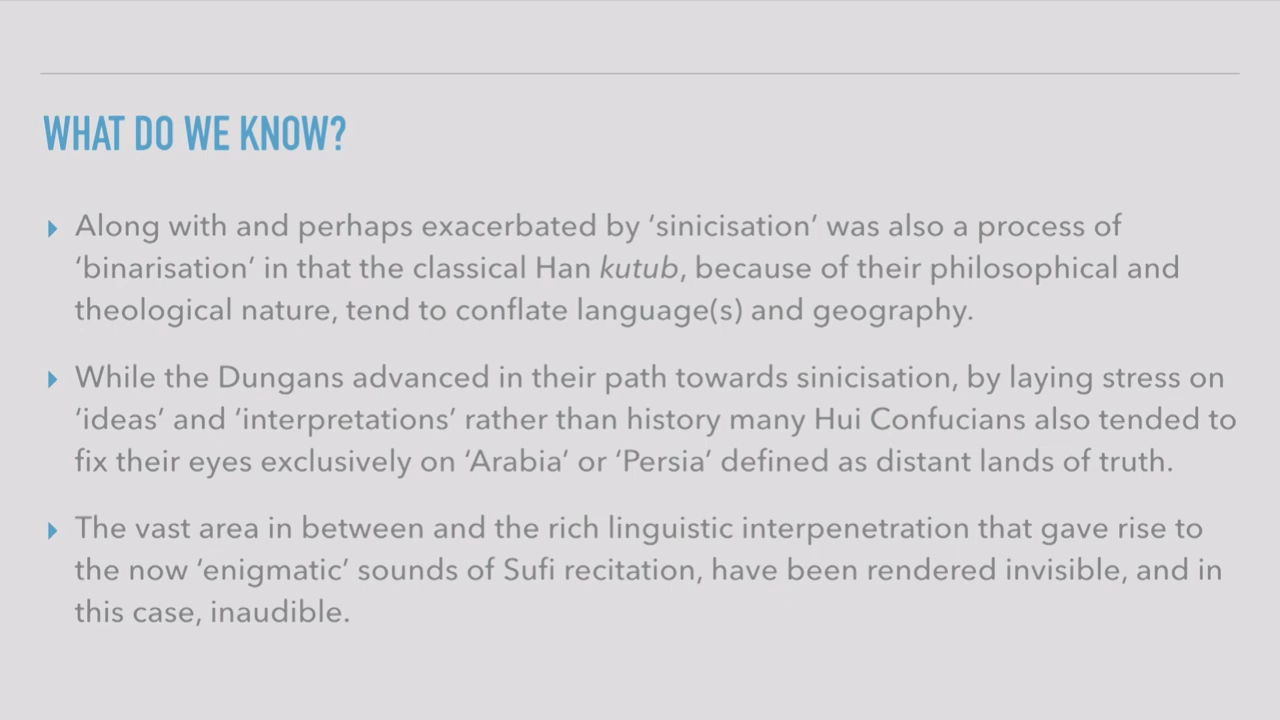 WHAT DO WE KNOW?
Along with and perhaps exacerbated by ‘sinicisation’ was also a process of
‘binarisation’ in that the classical Han kutub, because of their philosophical and
theological nature, tend to conflate language(s) and geography.
While the Dungans advanced in their path towards sinicisation, by laying stress on
‘ideas’ and ‘interpretations’ rather than history many Hui Confucians also tended to
fix their eyes exclusively on ‘Arabia’ or ‘Persia’ defined as distant lands of truth.
The vast area in between and the rich linguistic interpenetration that gave rise to
the now ‘enigmatic’ sounds of Sufi recitation, have been rendered invisible, and in
this case, inaudible.